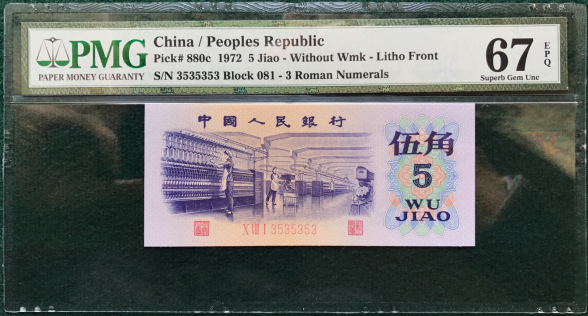 PMG
PAPER MONEY GUARANTY
China / Peoples Republic
Pick# 880c 1972 5 Jiao - Without Wmk - Litho Front
S/N 3535353 Block 081 - 3 Roman Numerals
67 EPQ
Superb Gem Unc
中國人民銀行
伍角
5
WU
JIAO
X VIII I 3535353